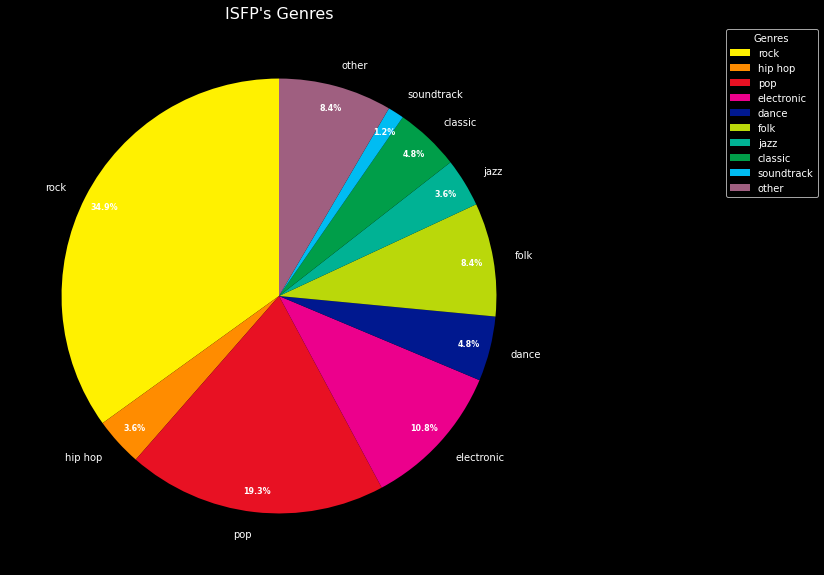 ISFP's Genres
Genres
rock
hip hop
pop
electronic
dance
folk
jazz
classic
soundtrack
other
other
8.4%
soundtrack
1.2%
classic
4.8%
jazz
3.6%
rock
34.9%
folk
8.4%
dance
4.8%
hip hop
3.6%
electronic
10.8%
pop
19.3%